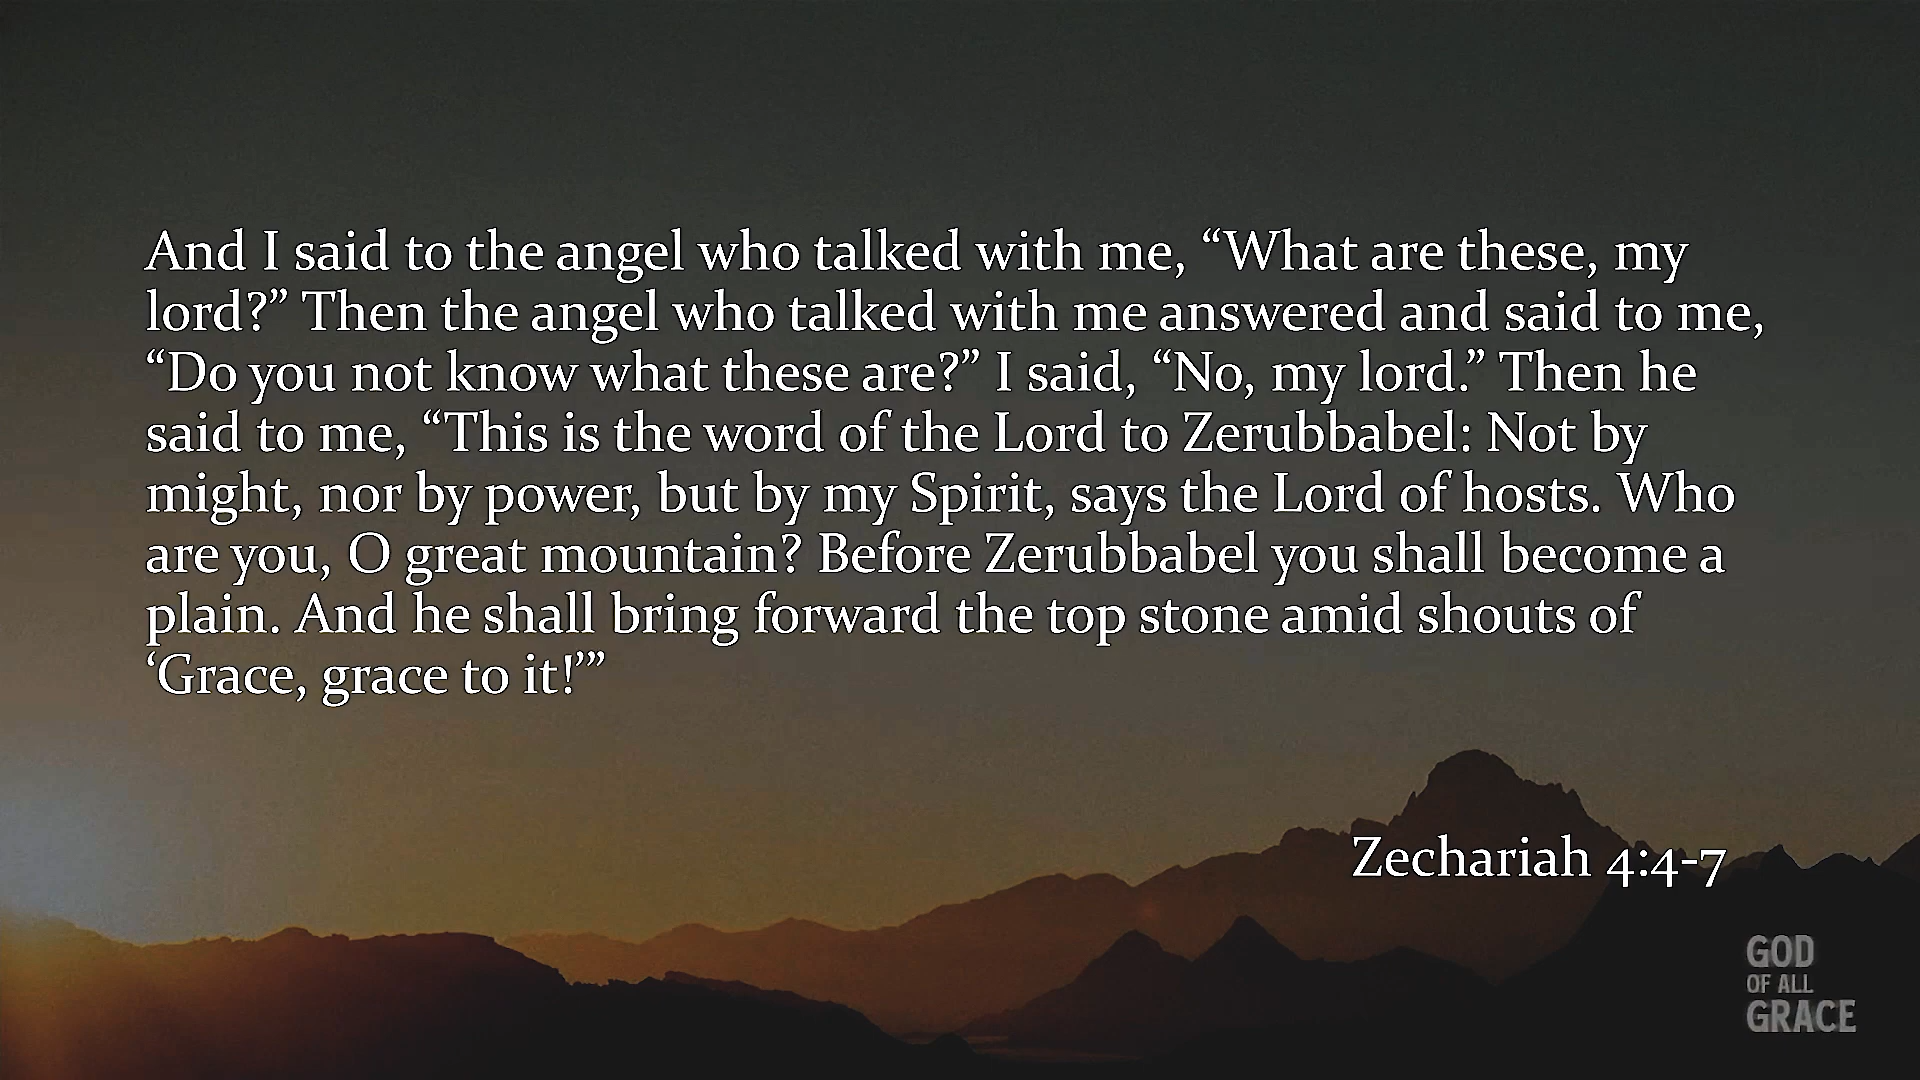 And I said to the angel who talked with me, “What are these, my
lord?” Then the angel who talked with me answered and said to me,
“Do you not know what these are?” I said, “No, my lord.” Then he
said to me, “This is the word of the Lord to Zerubbabel: Not by
might, nor by power, but by my Spirit, says the Lord of hosts. Who
are you, O great mountain? Before Zerubbabel you shall become a
plain. And he shall bring forward the top stone amid shouts of
‘Grace, grace to it!’”
Zechariah 4:4-7
GOD
OF ALL
GRACE